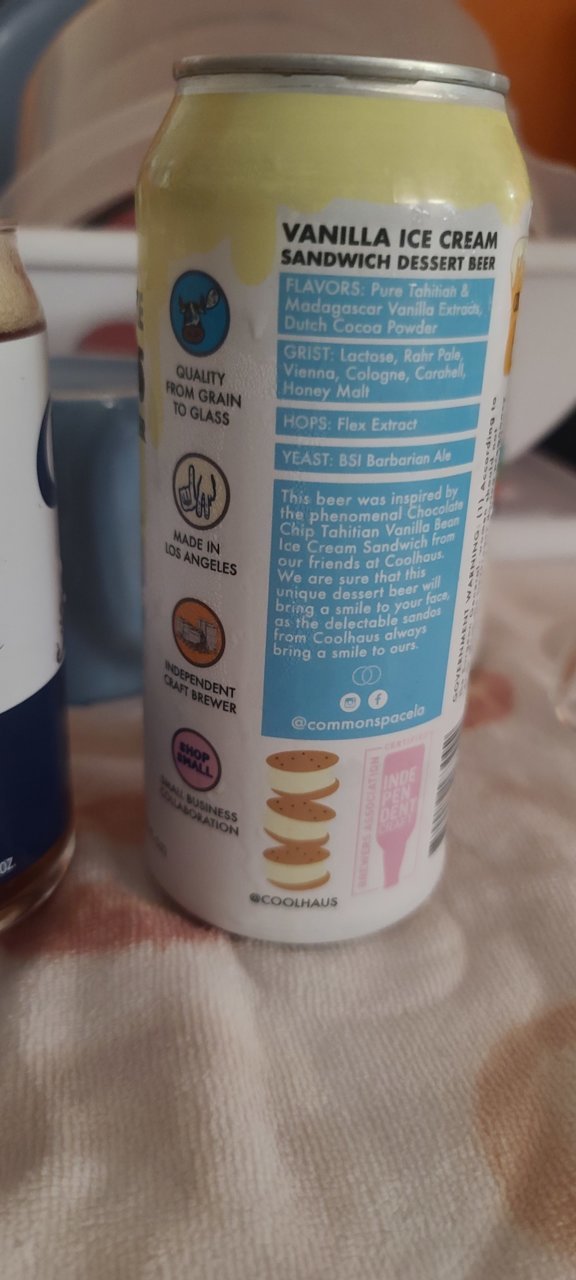 VANILLA ICE CREAM
SANDWICH DESSERT BEER
FLAVORS: Pure Tahitian &
Madagascar Vanilla Extracts,
Dutch Cocoa Powder
GRIST: Lactose, Rahr Pale,
Vienna, Cologne, Carahell,
Honey Malt
HOPS: Flex Extract
YEAST: BSI Barbarian Ale
This beer was inspired by
the phenomenal Chocolate
Chip Tahitian Vanilla Bean
Ice Cream Sandwich from
our friends at Coolhaus.
We are sure that this
unique dessert beer will
bring a smile to your face,
as the delectable sandos
from Coolhaus always
bring a smile to ours.
@commonspacela
QUALITY
FROM GRAIN
TO GLASS
MADE IN
LOS ANGELES
INDEPENDENT
CRAFT BREWER
SHOP
SMALL
SMALL BUSINESS
COLLABORATION
@COOLHAUS
BREWERS ASSOCIATION
CERTIFIED
INDE
PEN
DENT
CRAFT
GOVERNMENT WARNING: (1) According to
OZ.